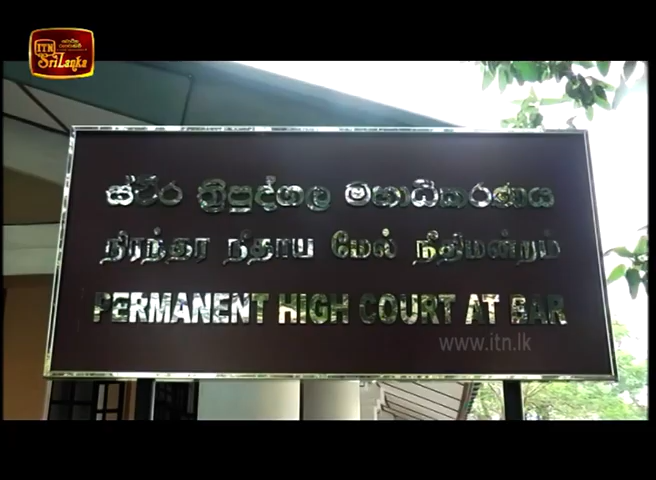 ITN
SriLanka
ස්ථිර ත්‍රිපුද්ගල මහාධිකරණය
நிரந்தர நீதாய மேல் நீதிமன்றம்
PERMANENT HIGH COURT AT BAR
www.itn.lk